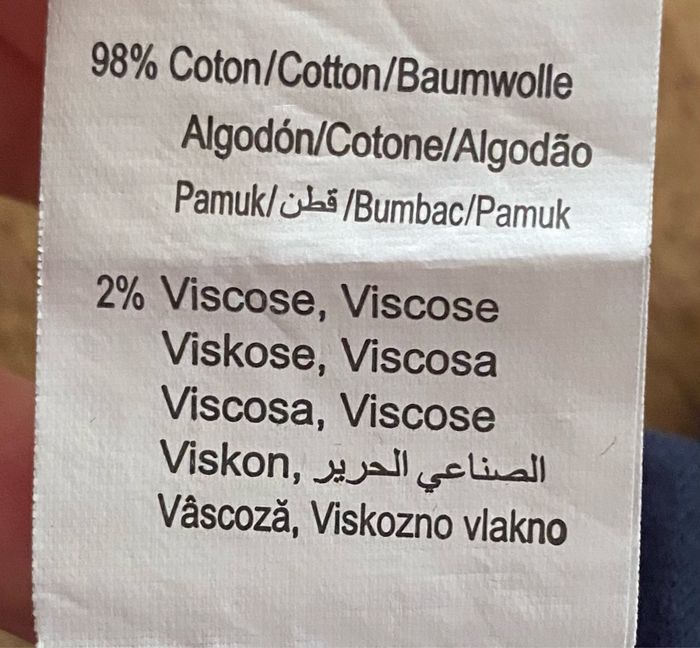 98% Coton/Cotton/Baumwolle
Algodón/Cotone/Algodão
Pamuk/قطن/Bumbac/Pamuk
2% Viscose, Viscose
Viskose, Viscosa
Viscosa, Viscose
Viskon, الصناعي الحرير
Vâscoză, Viskozno vlakno